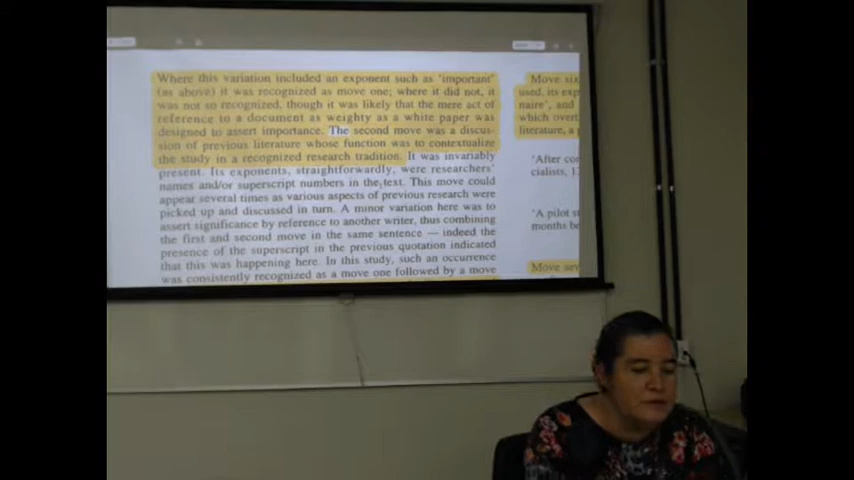 Where this variation included an exponent such as 'important'
(as above) it was recognized as move one; where it did not, it
was not so recognized, though it was likely that the mere act of
reference to a document as weighty as a white paper was
designed to assert importance. The second move was a discus-
sion of previous literature whose function was to contextualize
the study in a recognized research tradition. It was invariably
present. Its exponents, straightforwardly, were researchers'
names and/or superscript numbers in the text. This move could
appear several times as various aspects of previous research were
picked up and discussed in turn. A minor variation here was to
assert significance by reference to another writer, thus combining
the first and second move in the same sentence — indeed the
presence of the superscript in the previous quotation indicated
that this was happening here. In this study, such an occurrence
was consistently recognized as a move one followed by a move
Move six
used, its exp
naire', and
which overt
literature, a
'After cor
cialists, 1
'A pilot s
months be
Move sev